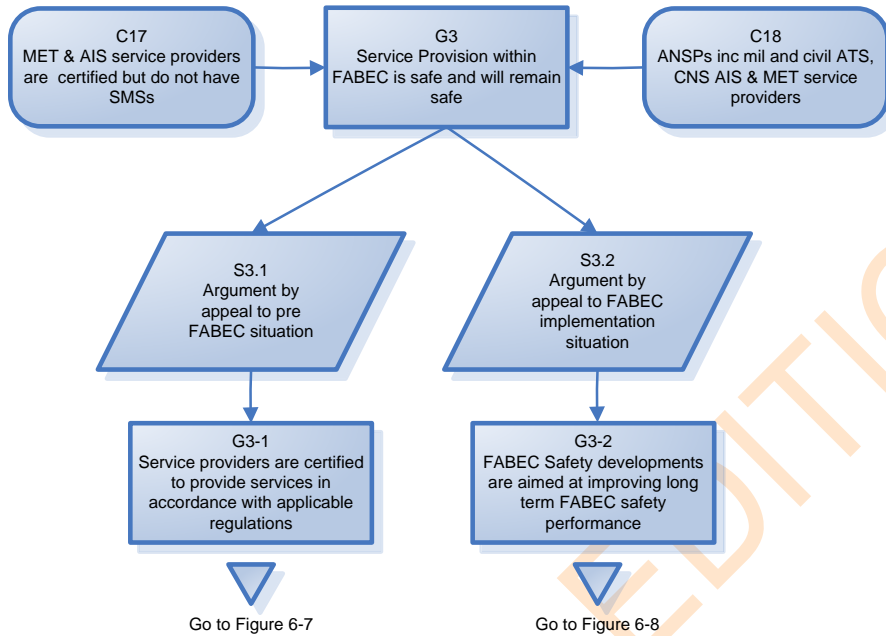 C17
MET & AIS service providers
are certified but do not have
SMSs
G3
Service Provision within
FABEC is safe and will remain
safe
C18
ANSPs inc mil and civil ATS,
CNS AIS & MET service
providers
S3.1
Argument by
appeal to pre
FABEC situation
S3.2
Argument by
appeal to FABEC
implementation
situation
G3-1
Service providers are certified
to provide services in
accordance with applicable
regulations
G3-2
FABEC Safety developments
are aimed at improving long
term FABEC safety
performance
Go to Figure 6-7
Go to Figure 6-8
EDITIO